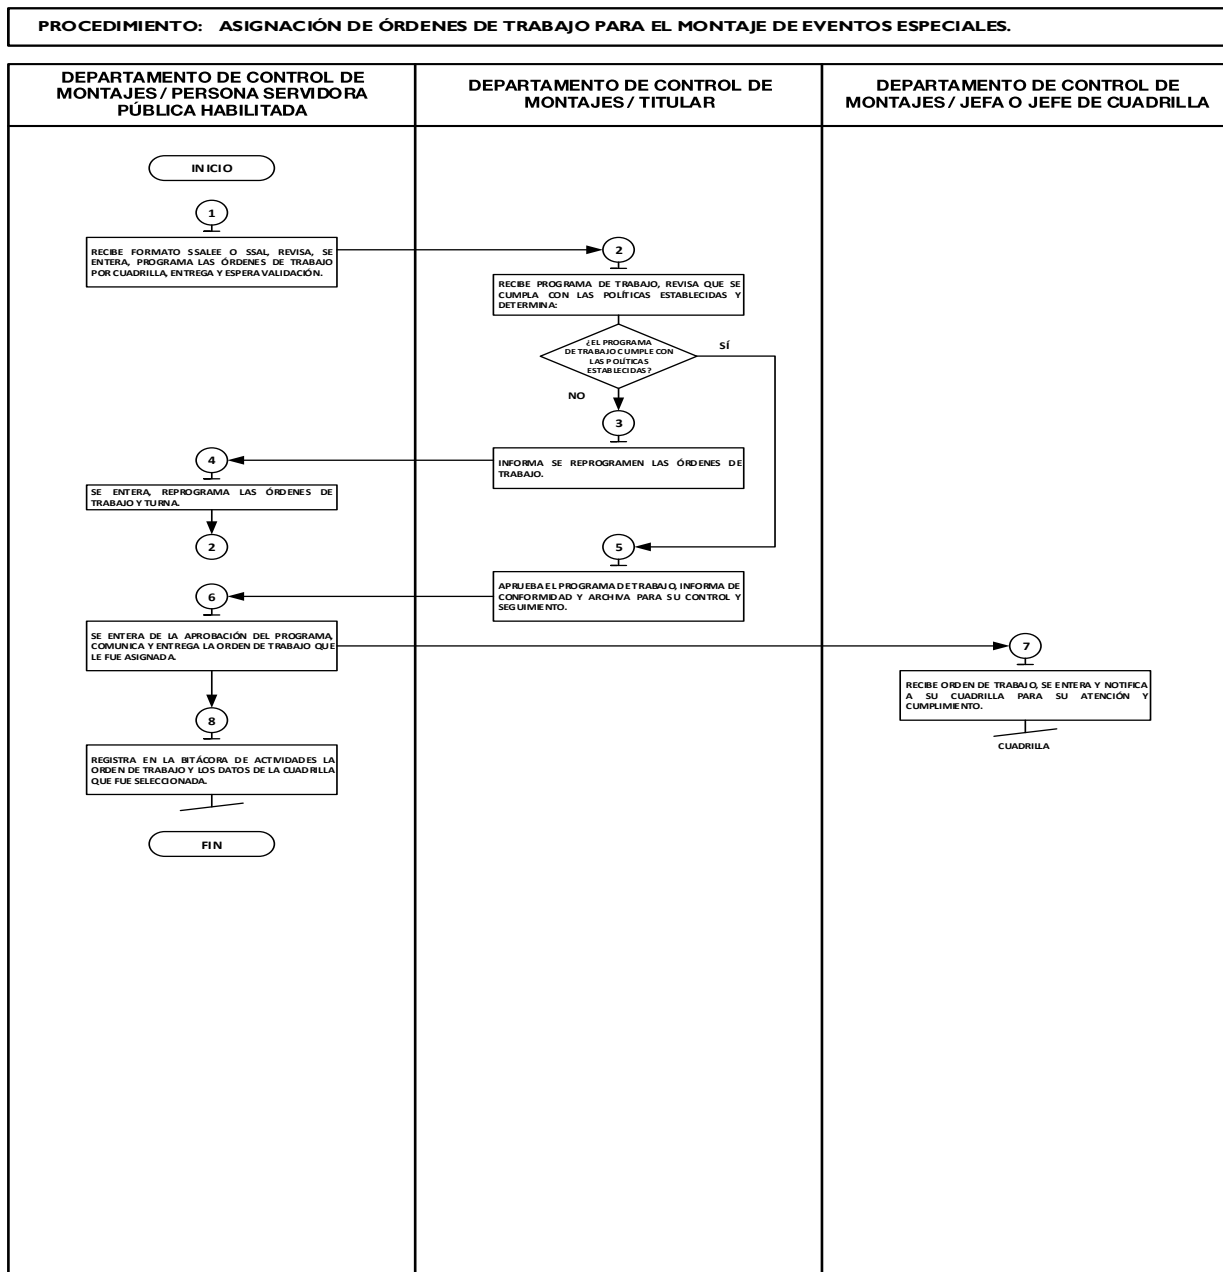 PROCEDIMIENTO: ASIGNACIÓN DE ÓRDENES DE TRABAJO PARA EL MONTAJE DE EVENTOS ESPECIALES.
DEPARTAMENTO DE CONTROL DE
MONTAJES / PERSONA SERVIDORA
PÚBLICA HABILITADA
DEPARTAMENTO DE CONTROL DE
MONTAJES / TITULAR
DEPARTAMENTO DE CONTROL DE
MONTAJES / JEFA O JEFE DE CUADRILLA
INICIO
1
RECIBE FORMATO SSALEE O SSAL, REVISA, SE
ENTERA, PROGRAMA LAS ÓRDENES DE TRABAJO
POR CUADRILLA, ENTREGA Y ESPERA VALIDACIÓN.
2
RECIBE PROGRAMA DE TRABAJO, REVISA QUE SE
CUMPLA CON LAS POLÍTICAS ESTABLECIDAS Y
DETERMINA:
¿EL PROGRAMA
DE TRABAJO CUMPLE CON
LAS POLÍTICAS
ESTABLECIDAS?
SÍ
NO
3
INFORMA SE REPROGRAMEN LAS ÓRDENES DE
TRABAJO.
4
SE ENTERA, REPROGRAMA LAS ÓRDENES DE
TRABAJO Y TURNA.
2
5
APRUEBA EL PROGRAMA DE TRABAJO, INFORMA DE
CONFORMIDAD Y ARCHIVA PARA SU CONTROL Y
SEGUIMIENTO.
6
SE ENTERA DE LA APROBACIÓN DEL PROGRAMA,
COMUNICA Y ENTREGA LA ORDEN DE TRABAJO QUE
LE FUE ASIGNADA.
7
RECIBE ORDEN DE TRABAJO, SE ENTERA Y NOTIFICA
A SU CUADRILLA PARA SU ATENCIÓN Y
CUMPLIMIENTO.
CUADRILLA
8
REGISTRA EN LA BITÁCORA DE ACTIVIDADES LA
ORDEN DE TRABAJO Y LOS DATOS DE LA CUADRILLA
QUE FUE SELECCIONADA.
FIN